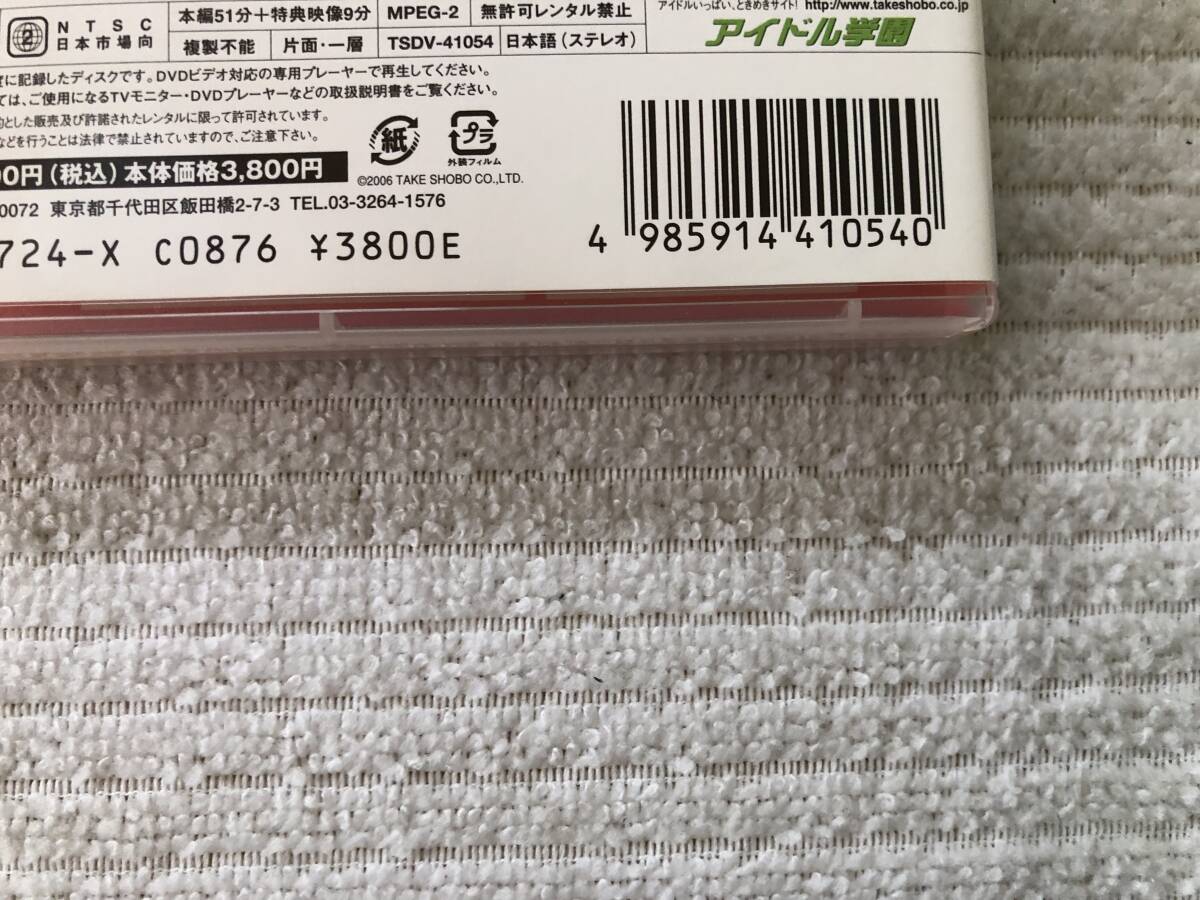 NTSC
日本市場向
2
本編51分＋特典映像9分 MPEG-2 無許可レンタル禁止
複製不能 片面・一層 TSDV-41054 日本語(ステレオ)
アイドルいっぱい、ときめきサイト! http://www.takeshobo.co.jp
アイドル学園
に記録したディスクです。DVDビデオ対応の専用プレーヤーで再生してください。
ては、ご使用になるTVモニター・DVDプレーヤーなどの取扱説明書をご覧ください。
的とした販売及び許諾されたレンタルに限って許可されています。
などを行うことは法律で禁止されていますので、ご注意下さい。
00円(税込)本体価格3,800円
紙
プラ
外装フィルム
©2006 TAKE SHOBO CO.,LTD.
0072 東京都千代田区飯田橋2-7-3 TEL.03-3264-1576
724-X C0876 ¥3800E
4 985914 410540